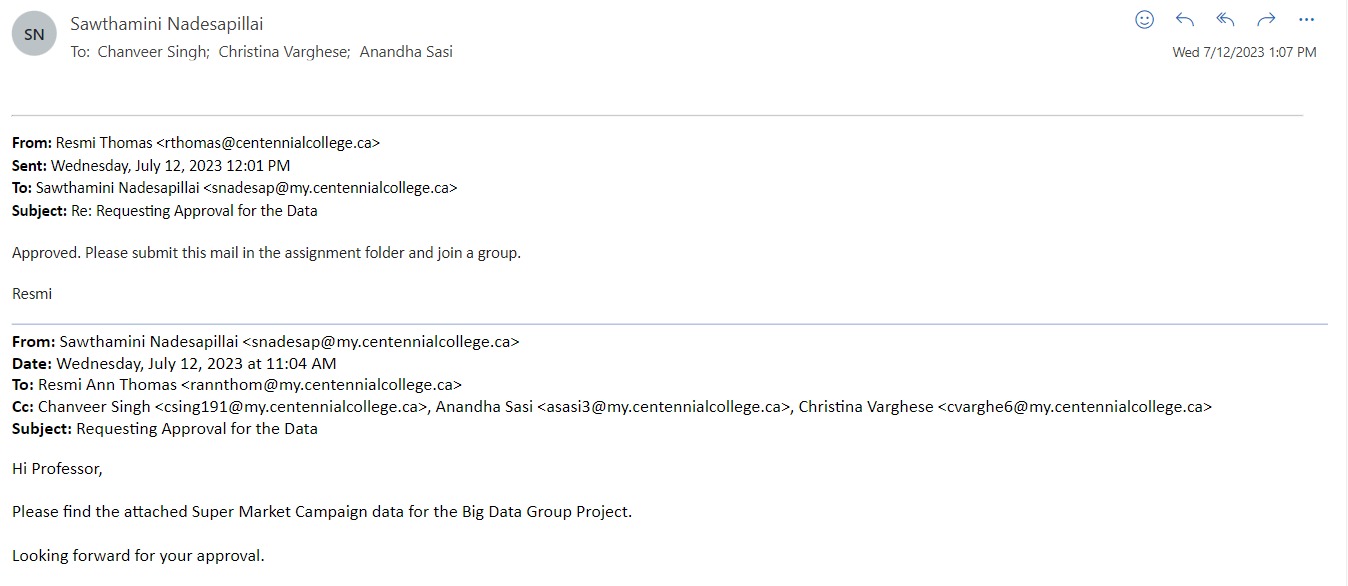 SN
Sawthamini Nadesapillai
To: Chanveer Singh; Christina Varghese; Anandha Sasi
Wed 7/12/2023 1:07 PM
From: Resmi Thomas <rthomas@centennialcollege.ca>
Sent: Wednesday, July 12, 2023 12:01 PM
To: Sawthamini Nadesapillai <snadesap@my.centennialcollege.ca>
Subject: Re: Requesting Approval for the Data
Approved. Please submit this mail in the assignment folder and join a group.
Resmi
From: Sawthamini Nadesapillai <snadesap@my.centennialcollege.ca>
Date: Wednesday, July 12, 2023 at 11:04 AM
To: Resmi Ann Thomas <rannthom@my.centennialcollege.ca>
Cc: Chanveer Singh <csing191@my.centennialcollege.ca>, Anandha Sasi <asasi3@my.centennialcollege.ca>, Christina Varghese <cvarghe6@my.centennialcollege.ca>
Subject: Requesting Approval for the Data
Hi Professor,
Please find the attached Super Market Campaign data for the Big Data Group Project.
Looking forward for your approval.